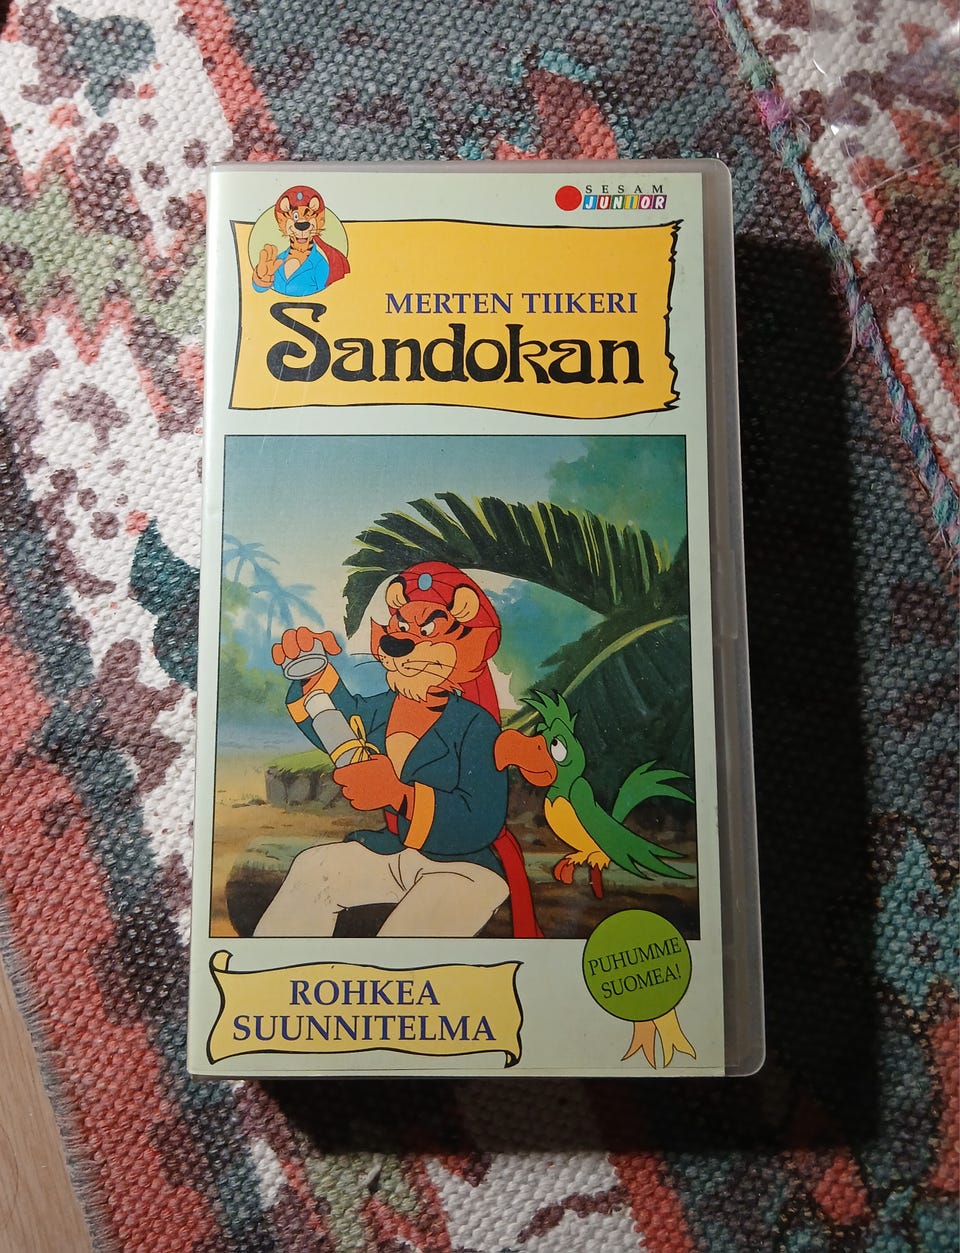 SESAM
JUNIOR
MERTEN TIIKERI
Sandokan
PUHUMME
SUOMEA!
ROHKEA
SUUNNITELMA